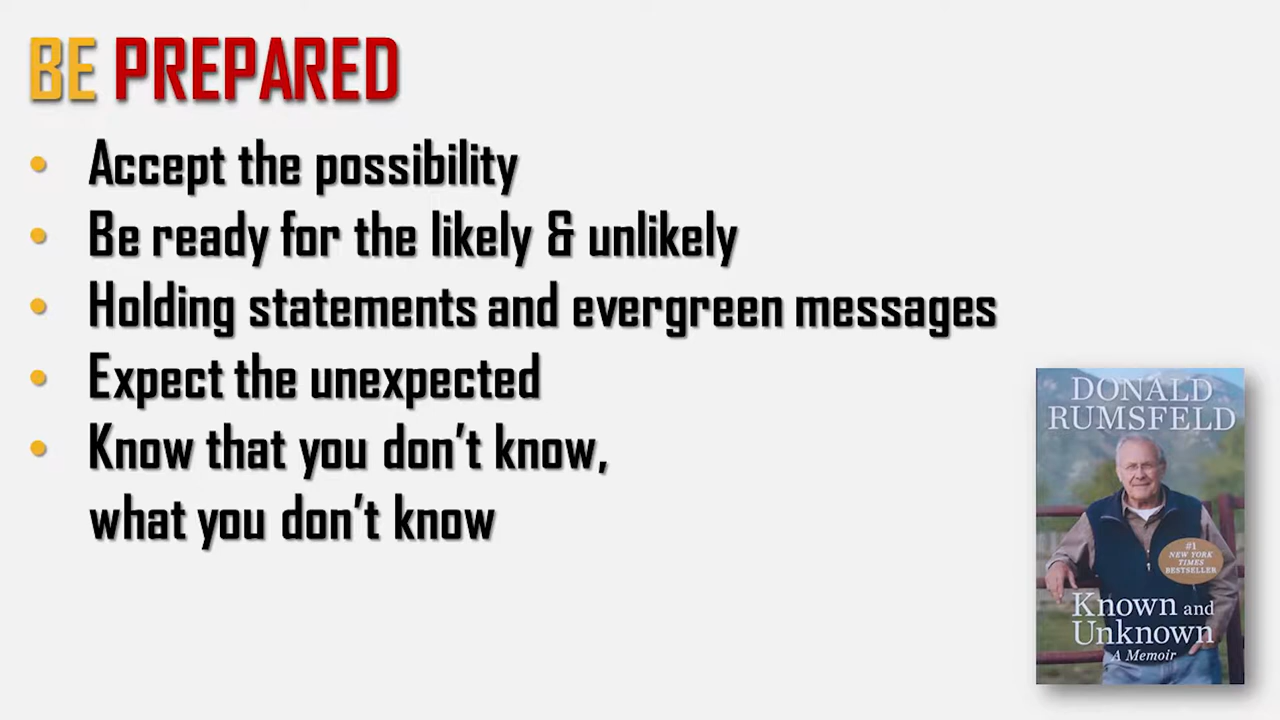 BE PREPARED
• Accept the possibility
• Be ready for the likely & unlikely
• Holding statements and evergreen messages
• Expect the unexpected
• Know that you don't know,
what you don't know
DONALD
RUMSFELD
#1
NEW YORK
TIMES
BESTSELLER
Known and
Unknown
A Memoir